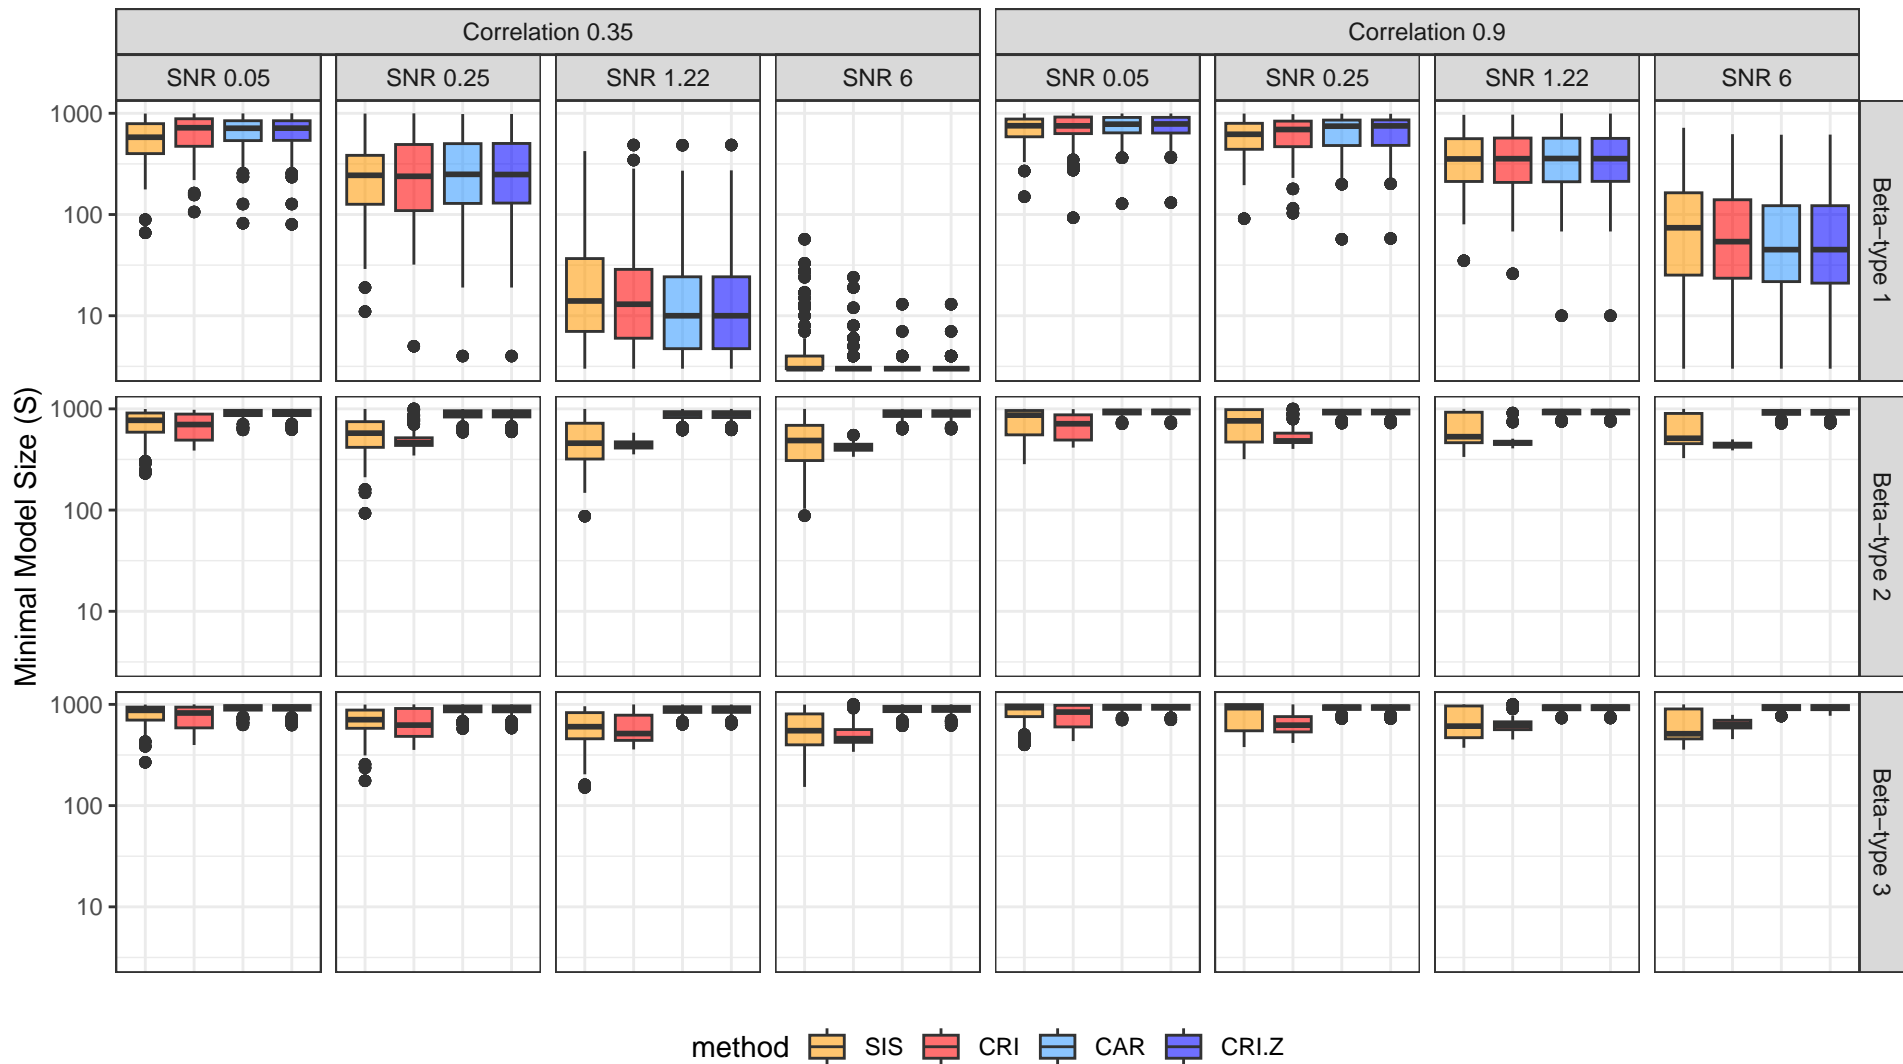 Correlation 0.35 Correlation 0.9
SNR 0.05 SNR 0.25 SNR 1.22 SNR 6 SNR 0.05 SNR 0.25 SNR 1.22 SNR 6
1000
100
10
Beta−type 1
1000
100
10
Beta−type 2
1000
100
10
Beta−type 3
Minimal Model Size (S)
method SIS CRI CAR CRI.Z